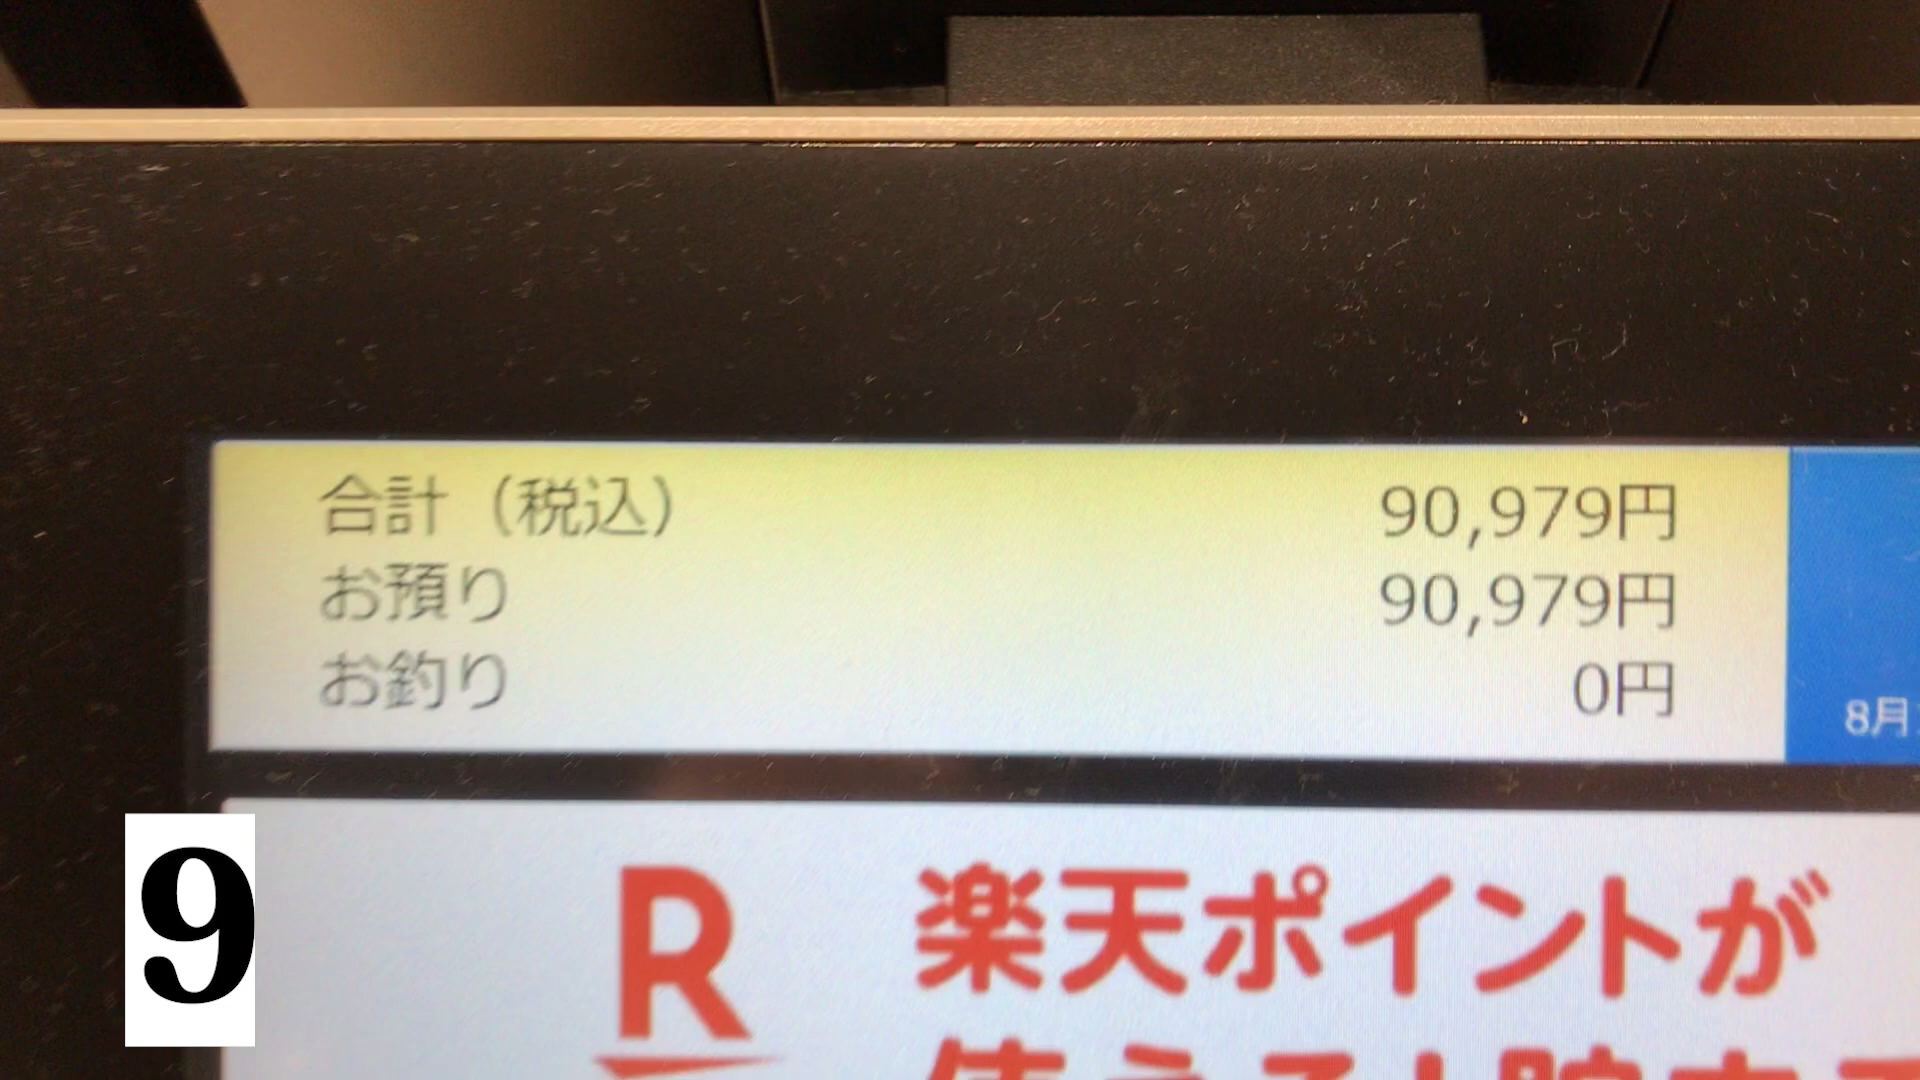 合計（税込） 90,979円
お預り 90,979円
お釣り 0円
8月
9
R 楽天ポイントが